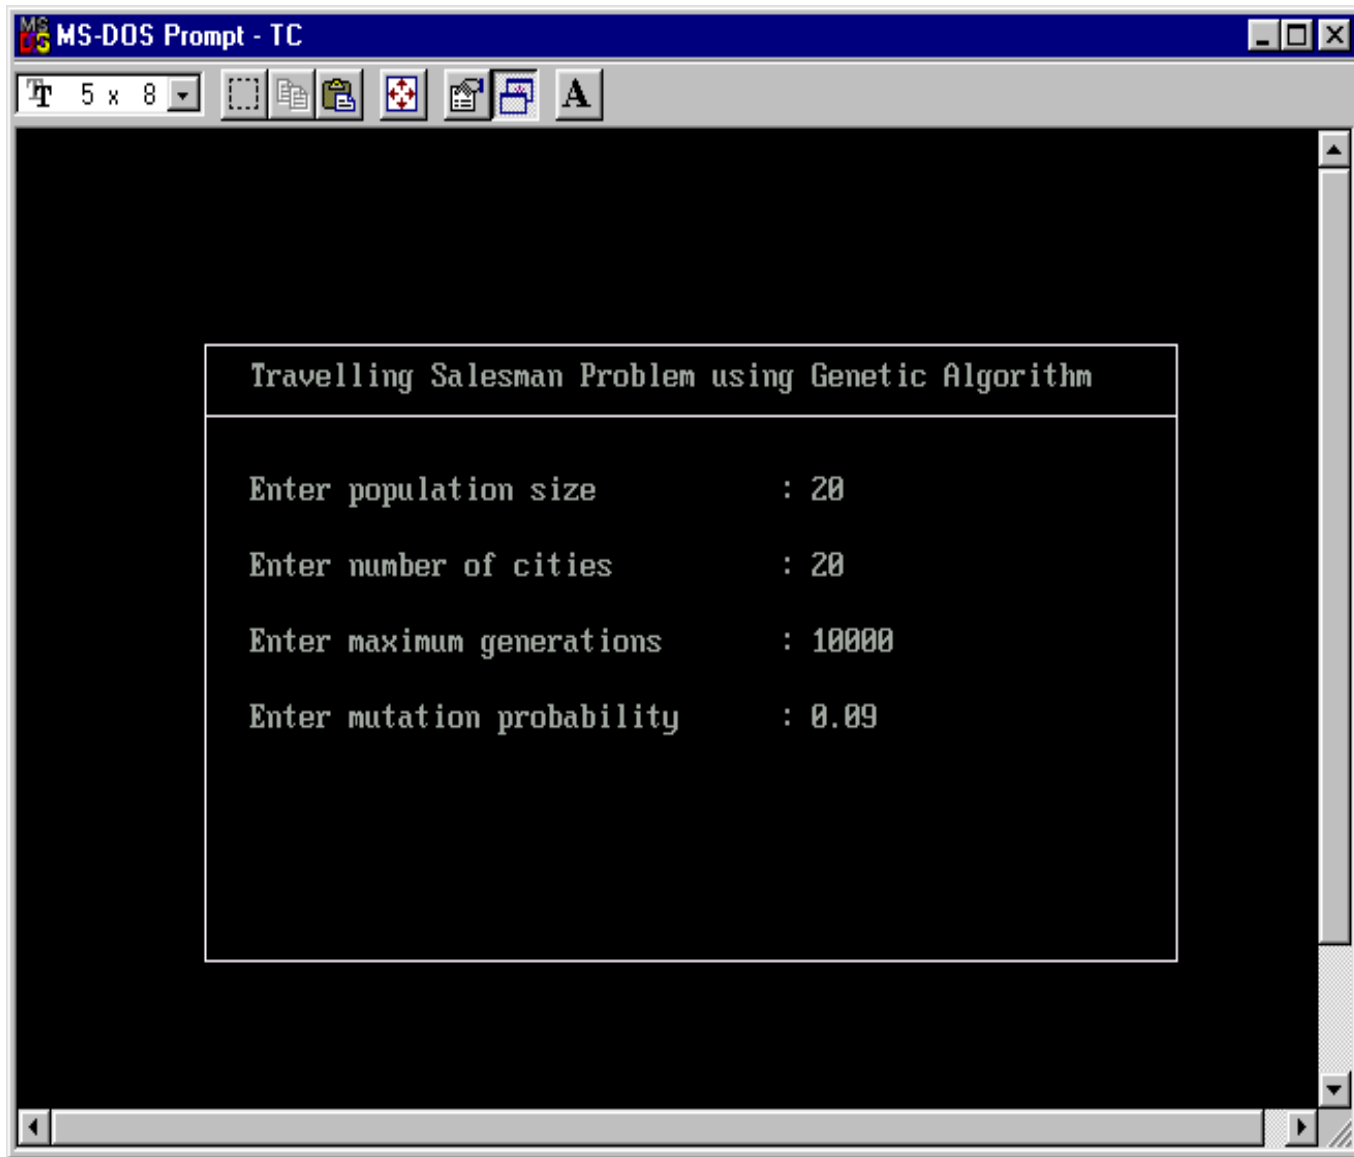 MS-DOS Prompt - TC
5 x 8 A
Travelling Salesman Problem using Genetic Algorithm
Enter population size : 20
Enter number of cities : 20
Enter maximum generations : 10000
Enter mutation probability : 0.09